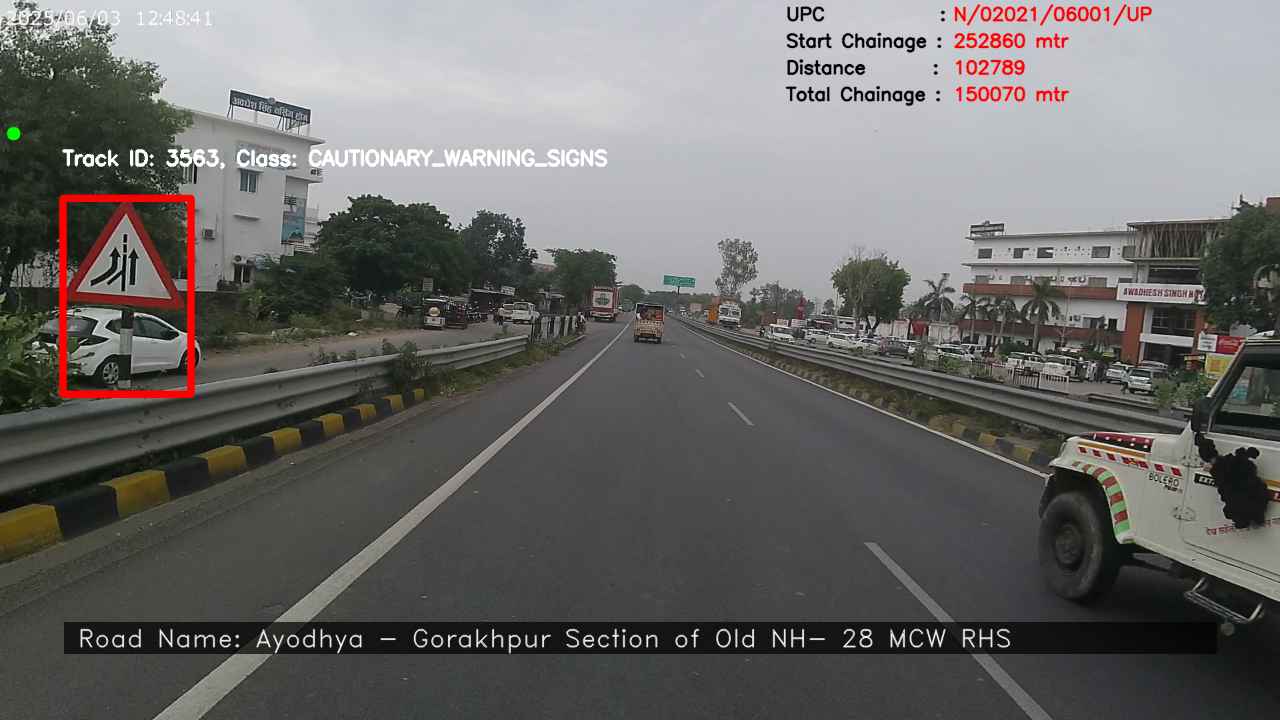 2025/06/03 12:48:41
UPC : N/02021/06001/UP
Start Chainage : 252860 mtr
Distance : 102789
Total Chainage : 150070 mtr
अवधेश सिंह नर्सिंग होम
Track ID: 3563, Class: CAUTIONARY_WARNING_SIGNS
AWADHESH SINGH
BOLERO
Road Name: Ayodhya - Gorakhpur Section of Old NH- 28 MCW RHS